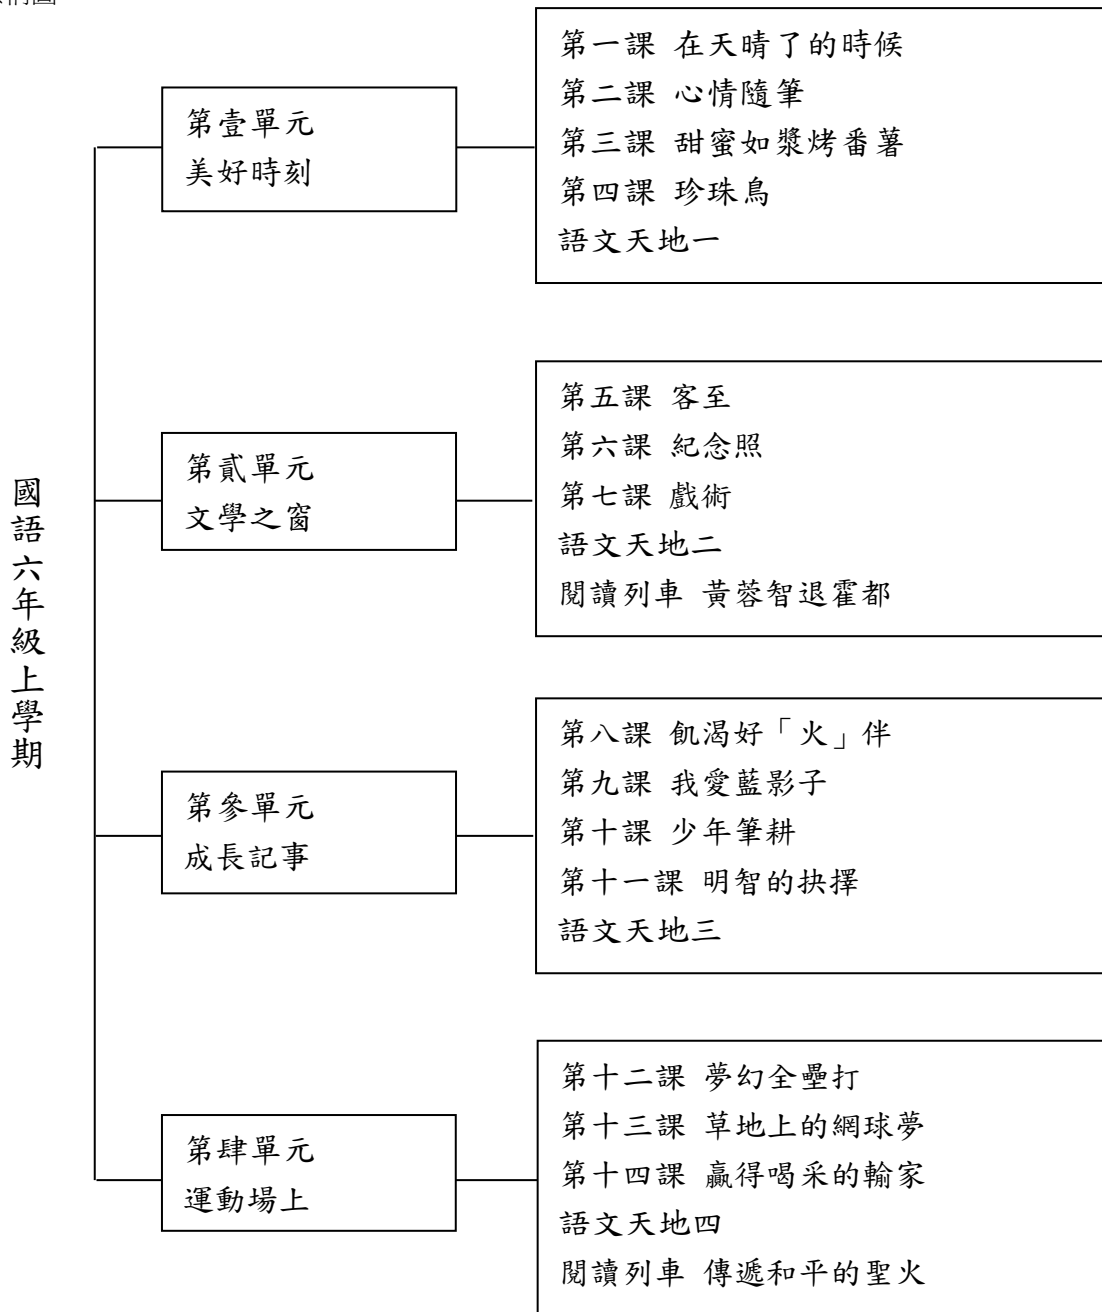 國語六年級上學期
第壹單元
美好時刻
第一課 在天晴了的時候
第二課 心情隨筆
第三課 甜蜜如漿烤番薯
第四課 珍珠鳥
語文天地一
第貳單元
文學之窗
第五課 客至
第六課 紀念照
第七課 戲術
語文天地二
閱讀列車 黃蓉智退霍都
第參單元
成長記事
第八課 飢渴好「火」伴
第九課 我愛藍影子
第十課 少年筆耕
第十一課 明智的抉擇
語文天地三
第肆單元
運動場上
第十二課 夢幻全壘打
第十三課 草地上的網球夢
第十四課 贏得喝采的輸家
語文天地四
閱讀列車 傳遞和平的聖火